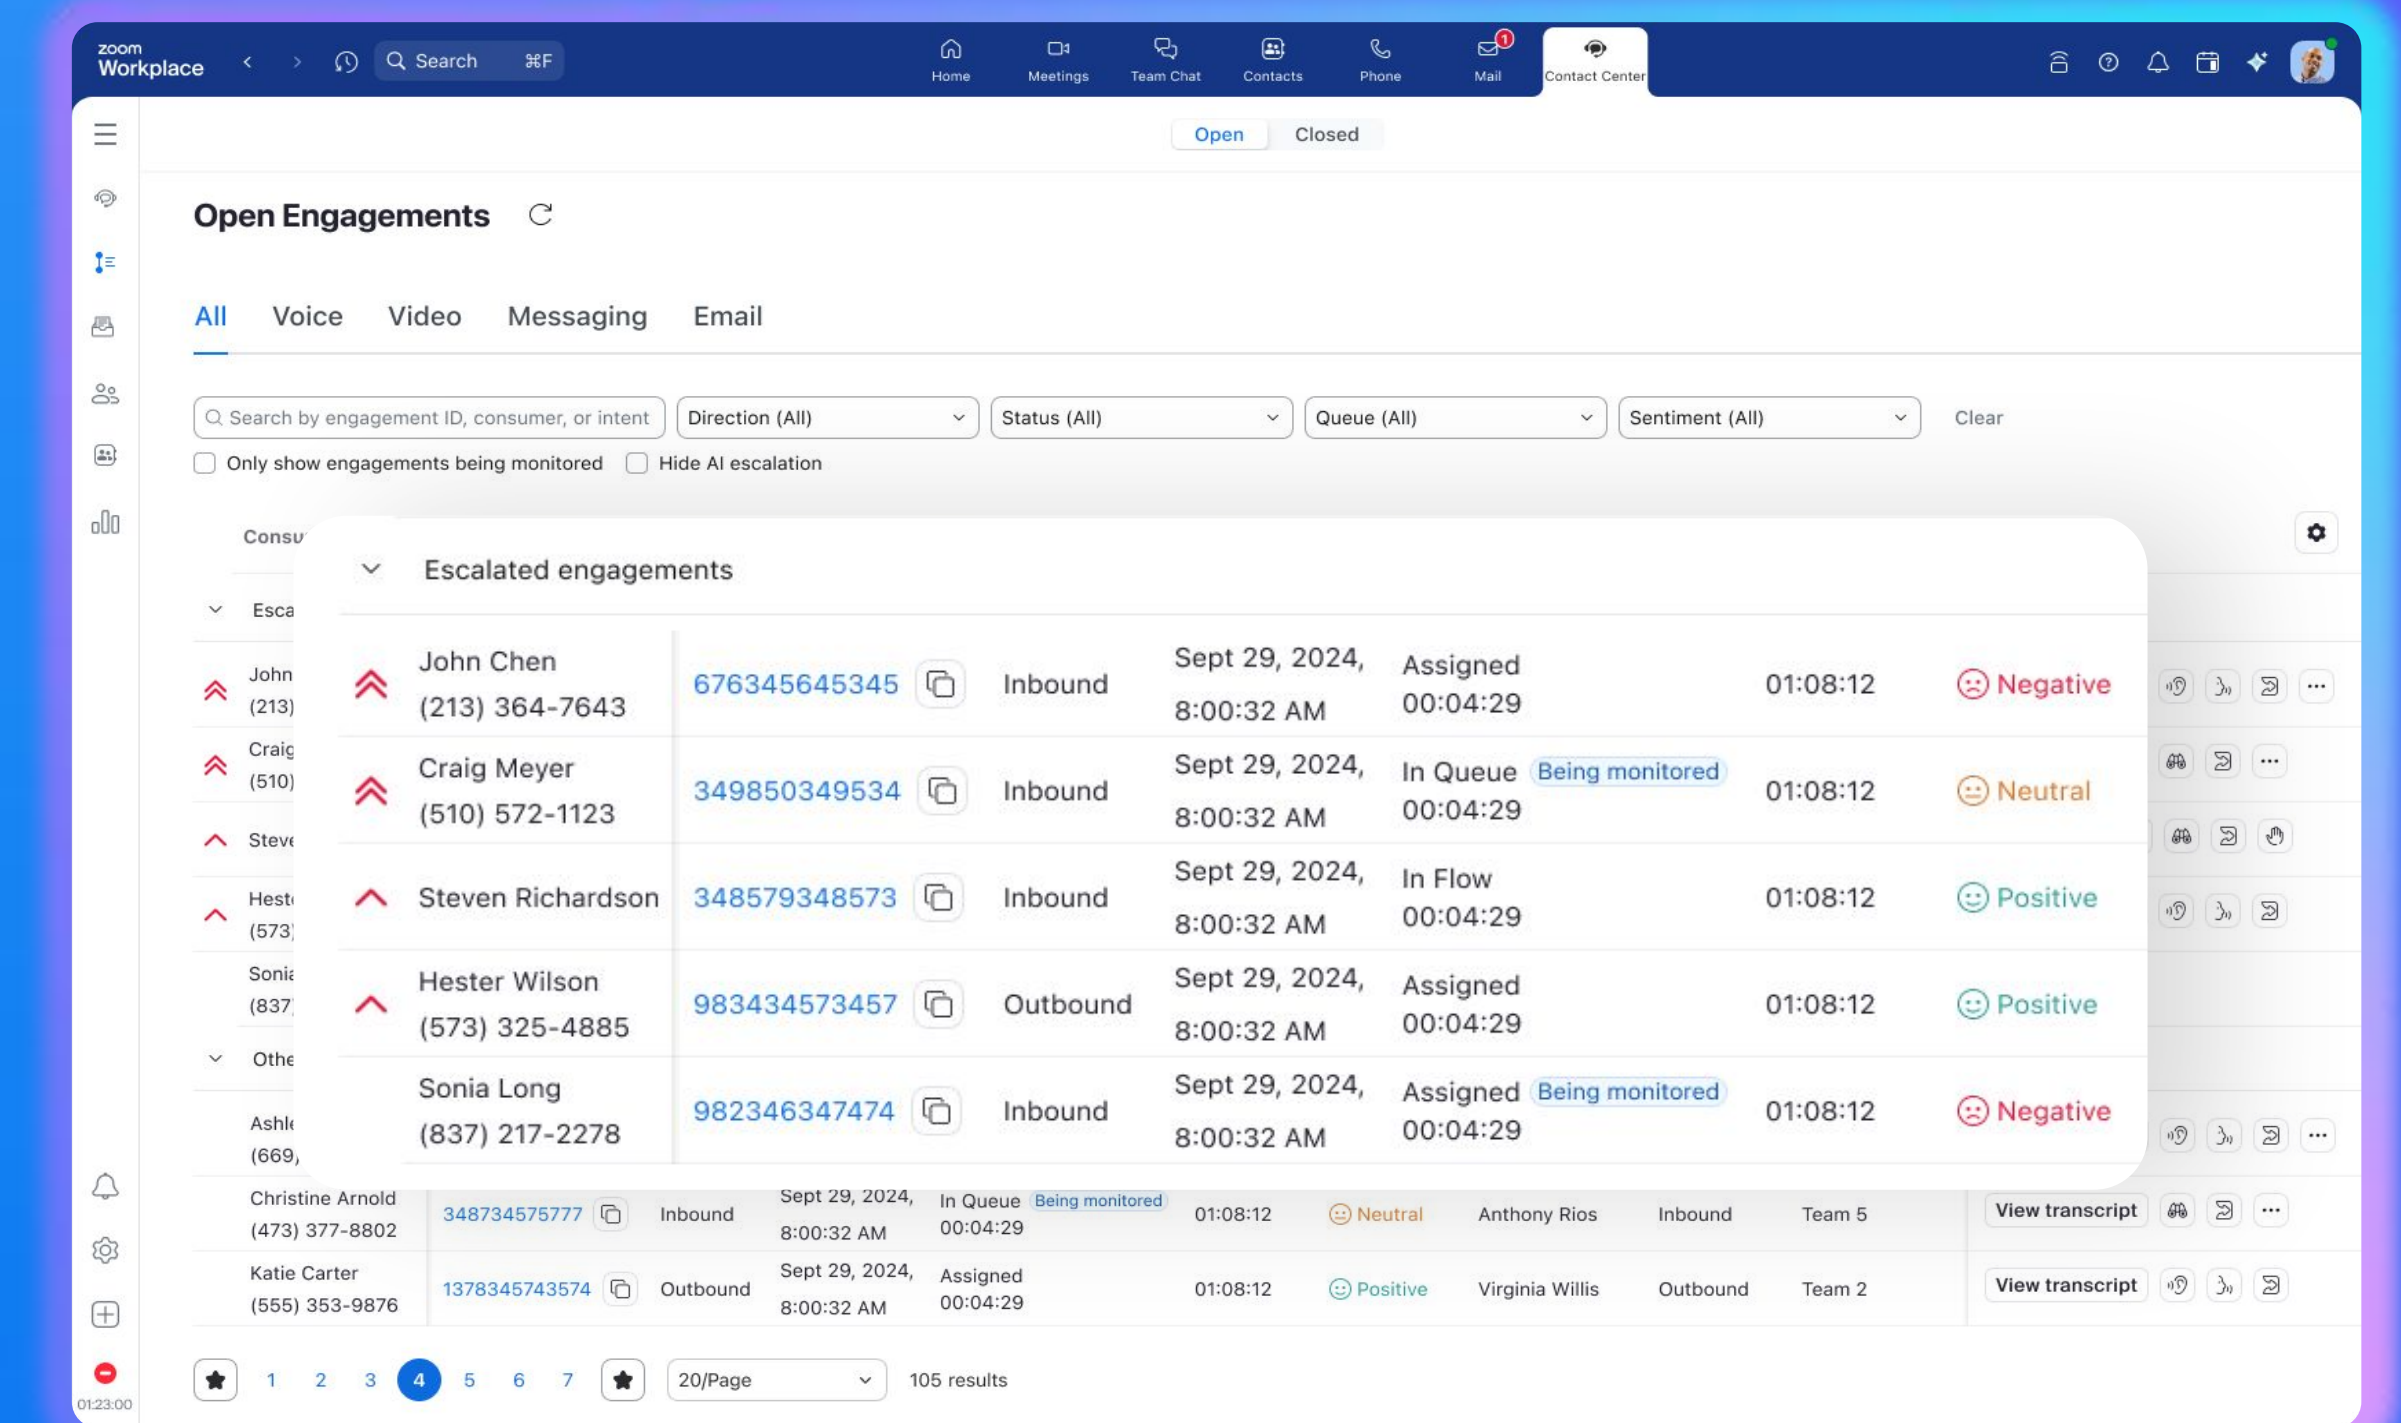 zoom
Workplace
Search ⌘F
Home
Meetings
Team Chat
Contacts
Phone
1
Mail
Contact Center
Open Closed
Open Engagements
All Voice Video Messaging Email
Search by engagement ID, consumer, or intent Direction (All) Status (All) Queue (All) Sentiment (All) Clear
Only show engagements being monitored Hide AI escalation
Escalated engagements
John Chen
(213) 364-7643
676345645345 Inbound
Sept 29, 2024,
8:00:32 AM
Assigned
00:04:29
01:08:12 Negative
Craig Meyer
(510) 572-1123
349850349534 Inbound
Sept 29, 2024,
8:00:32 AM
In Queue Being monitored
00:04:29
01:08:12 Neutral
Steven Richardson
348579348573 Inbound
Sept 29, 2024,
8:00:32 AM
In Flow
00:04:29
01:08:12 Positive
Hester Wilson
(573) 325-4885
983434573457 Outbound
Sept 29, 2024,
8:00:32 AM
Assigned
00:04:29
01:08:12 Positive
Sonia Long
(837) 217-2278
982346347474 Inbound
Sept 29, 2024,
8:00:32 AM
Assigned Being monitored
00:04:29
01:08:12 Negative
John
(213)
Craig
(510)
(573)
(837)
(669)
Christine Arnold
(473) 377-8802
348734575777 Inbound
Sept 29, 2024,
8:00:32 AM
In Queue Being monitored
00:04:29
01:08:12 Neutral Anthony Rios Inbound Team 5 View transcript
Katie Carter
(555) 353-9876
1378345743574 Outbound
Sept 29, 2024,
8:00:32 AM
Assigned
00:04:29
01:08:12 Positive Virginia Willis Outbound Team 2 View transcript
1 2 3 4 5 6 7 20/Page 105 results
01:23:00